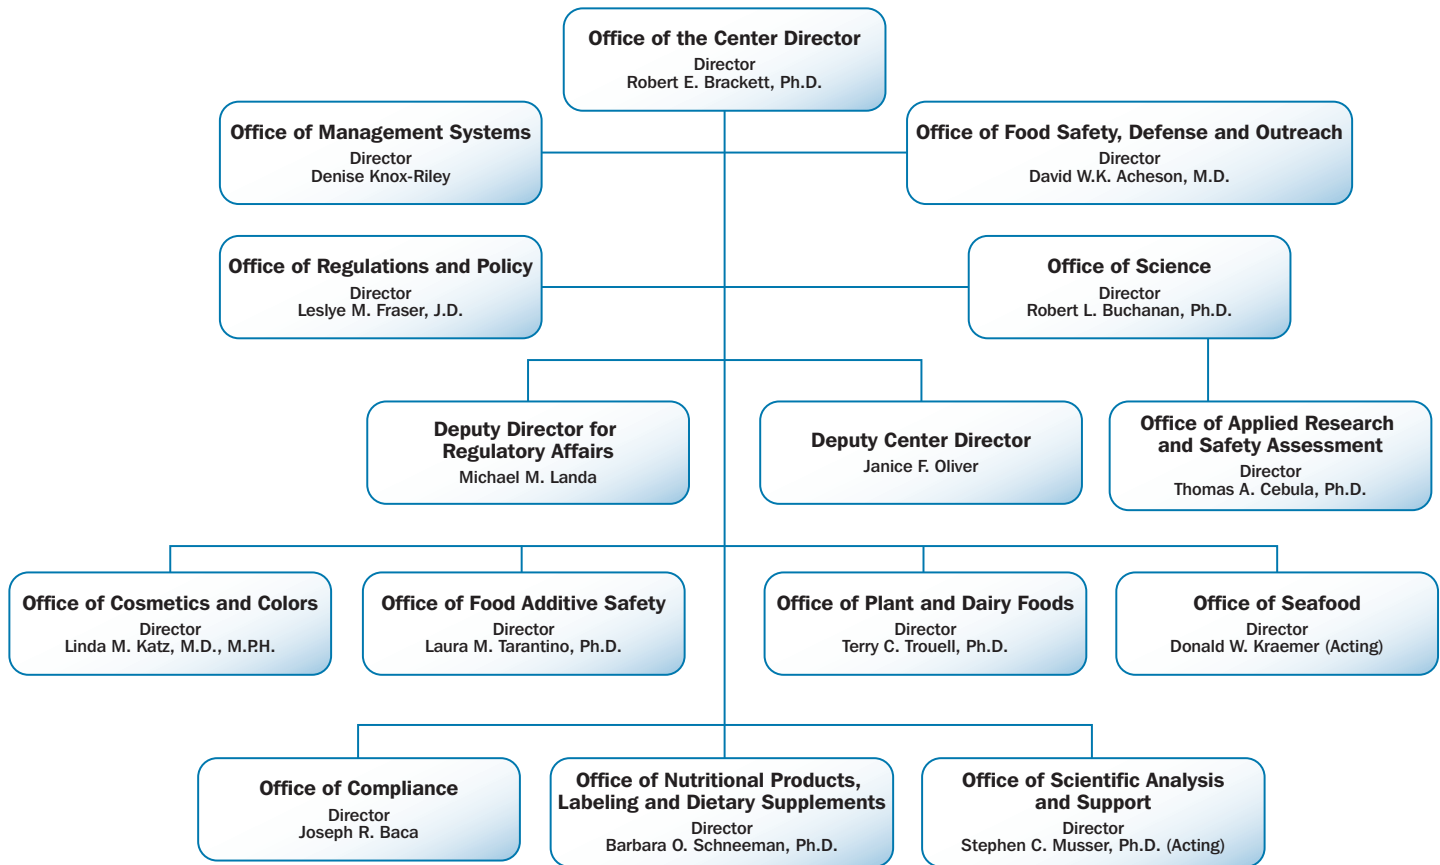 Office of the Center Director
Director
Robert E. Brackett, Ph.D.
Office of Management Systems
Director
Denise Knox-Riley
Office of Food Safety, Defense and Outreach
Director
David W.K. Acheson, M.D.
Office of Regulations and Policy
Director
Leslye M. Fraser, J.D.
Office of Science
Director
Robert L. Buchanan, Ph.D.
Deputy Director for
Regulatory Affairs
Michael M. Landa
Deputy Center Director
Janice F. Oliver
Office of Applied Research
and Safety Assessment
Director
Thomas A. Cebula, Ph.D.
Office of Cosmetics and Colors
Director
Linda M. Katz, M.D., M.P.H.
Office of Food Additive Safety
Director
Laura M. Tarantino, Ph.D.
Office of Plant and Dairy Foods
Director
Terry C. Trouell, Ph.D.
Office of Seafood
Director
Donald W. Kraemer (Acting)
Office of Compliance
Director
Joseph R. Baca
Office of Nutritional Products,
Labeling and Dietary Supplements
Director
Barbara O. Schneeman, Ph.D.
Office of Scientific Analysis
and Support
Director
Stephen C. Musser, Ph.D. (Acting)